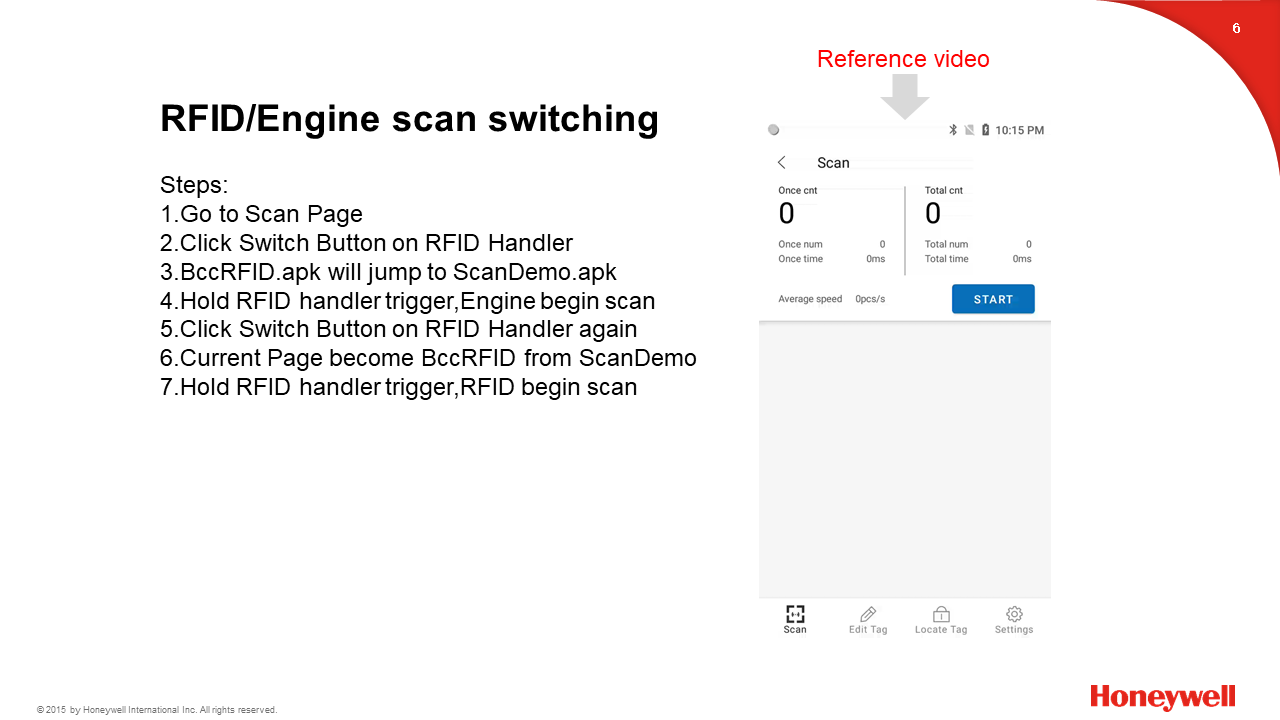 6
Reference video
RFID/Engine scan switching
Steps:
1.Go to Scan Page
2.Click Switch Button on RFID Handler
3.BccRFID.apk will jump to ScanDemo.apk
4.Hold RFID handler trigger,Engine begin scan
5.Click Switch Button on RFID Handler again
6.Current Page become BccRFID from ScanDemo
7.Hold RFID handler trigger,RFID begin scan
10:15 PM
Scan
Once cnt Total cnt
0 0
Once num 0 Total num 0
Once time 0ms Total time 0ms
Average speed 0pcs/s START
Scan Edit Tag Locate Tag Settings
© 2015 by Honeywell International Inc. All rights reserved.
Honeywell